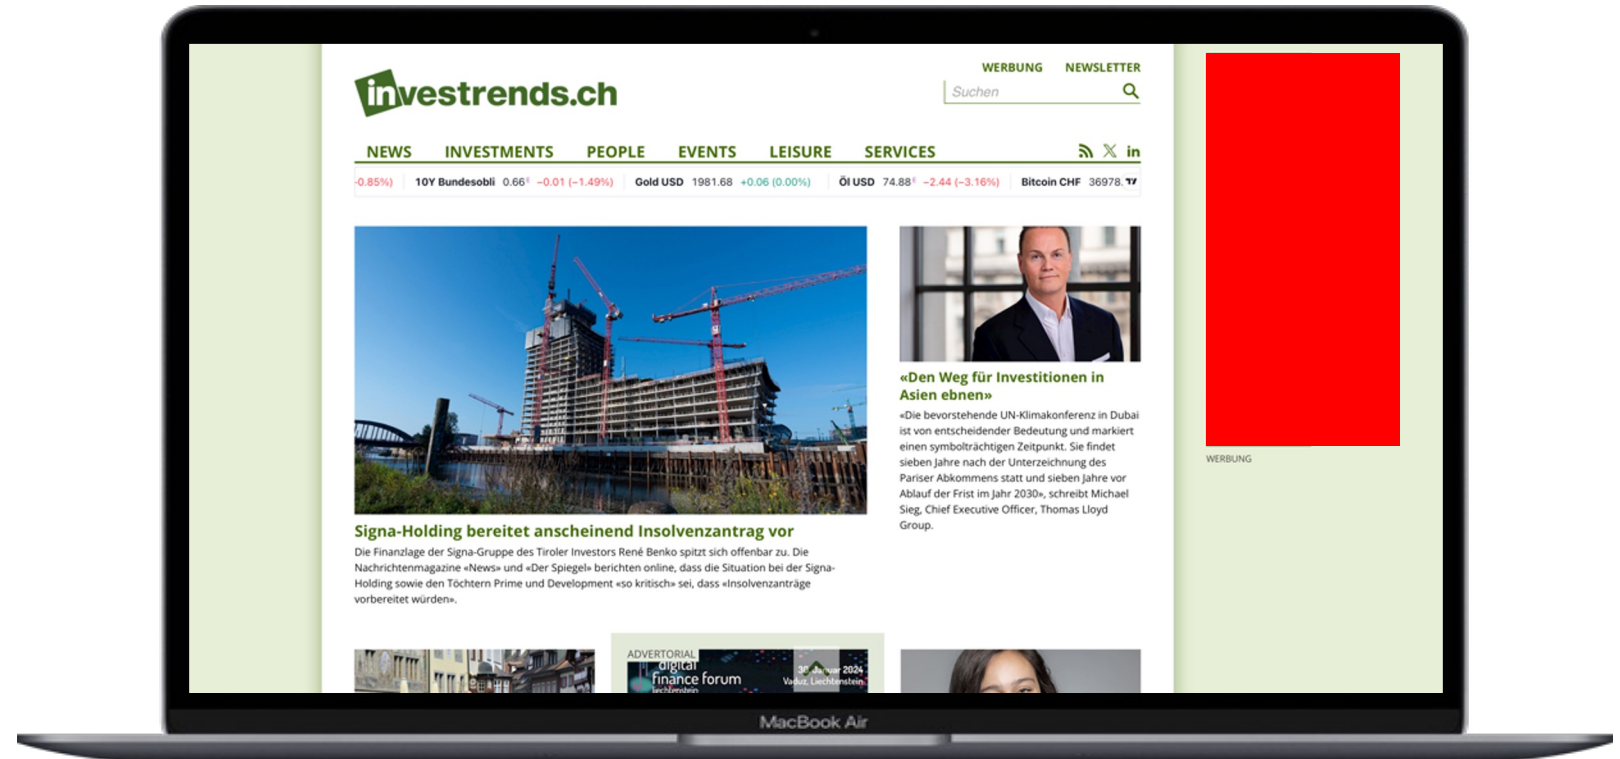 WERBUNG NEWSLETTER
investrends.ch
Suchen
NEWS INVESTMENTS PEOPLE EVENTS LEISURE SERVICES in
-0.85%) 10Y Bundesobli 0.66 −0.01 (−1.49%) Gold USD 1981.68 +0.06 (0.00%) Öl USD 74.88 −2.44 (−3.16%) Bitcoin CHF 36978.
«Den Weg für Investitionen in
Asien ebnen»
«Die bevorstehende UN-Klimakonferenz in Dubai
ist von entscheidender Bedeutung und markiert
einen symbolträchtigen Zeitpunkt. Sie findet
sieben Jahre nach der Unterzeichnung des
Pariser Abkommens statt und sieben Jahre vor
Ablauf der Frist im Jahr 2030», schreibt Michael
Sieg, Chief Executive Officer, Thomas Lloyd
Group.
WERBUNG
Signa-Holding bereitet anscheinend Insolvenzantrag vor
Die Finanzlage der Signa-Gruppe des Tiroler Investors René Benko spitzt sich offenbar zu. Die
Nachrichtenmagazine «News» und «Der Spiegel» berichten online, dass die Situation bei der Signa-
Holding sowie den Töchtern Prime und Development «so kritisch» sei, dass «Insolvenzanträge
vorbereitet würden».
ADVERTORIAL
digital
finance forum
liechtenstein
30. Januar 2024
Vaduz, Liechtenstein
MacBook Air